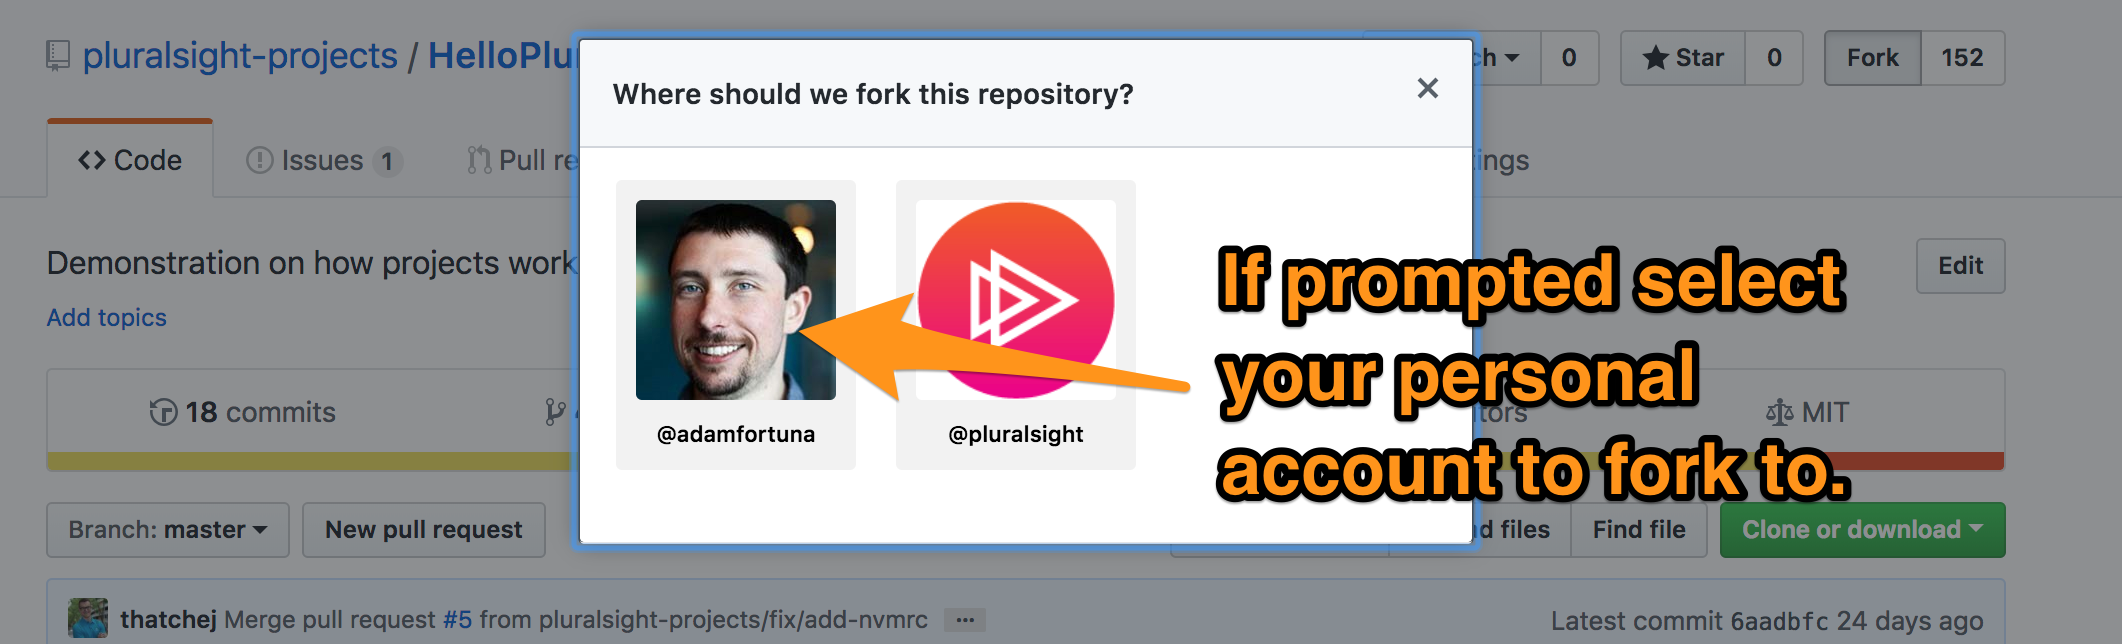 pluralsight-projects / HelloPlu
ch 0
Star 0
Fork 152
Where should we fork this repository?
Code
Issues 1
Pull re
ings
Demonstration on how projects work
Add topics
Edit
@adamfortuna
@pluralsight
If prompted select
your personal
account to fork to.
18 commits
tors
MIT
Branch: master
New pull request
d files
Find file
Clone or download
thatchej Merge pull request #5 from pluralsight-projects/fix/add-nvmrc ...
Latest commit 6aadbfc 24 days ago